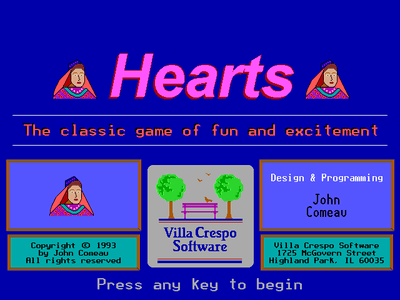 Hearts
The classic game of fun and excitement
Design & Programming
John
Comeau
Villa Crespo
Software
Copyright © 1993
by John Comeau
All rights reserved
Villa Crespo Software
1725 McGovern Street
Highland Park, IL 60035
Press any Key to begin